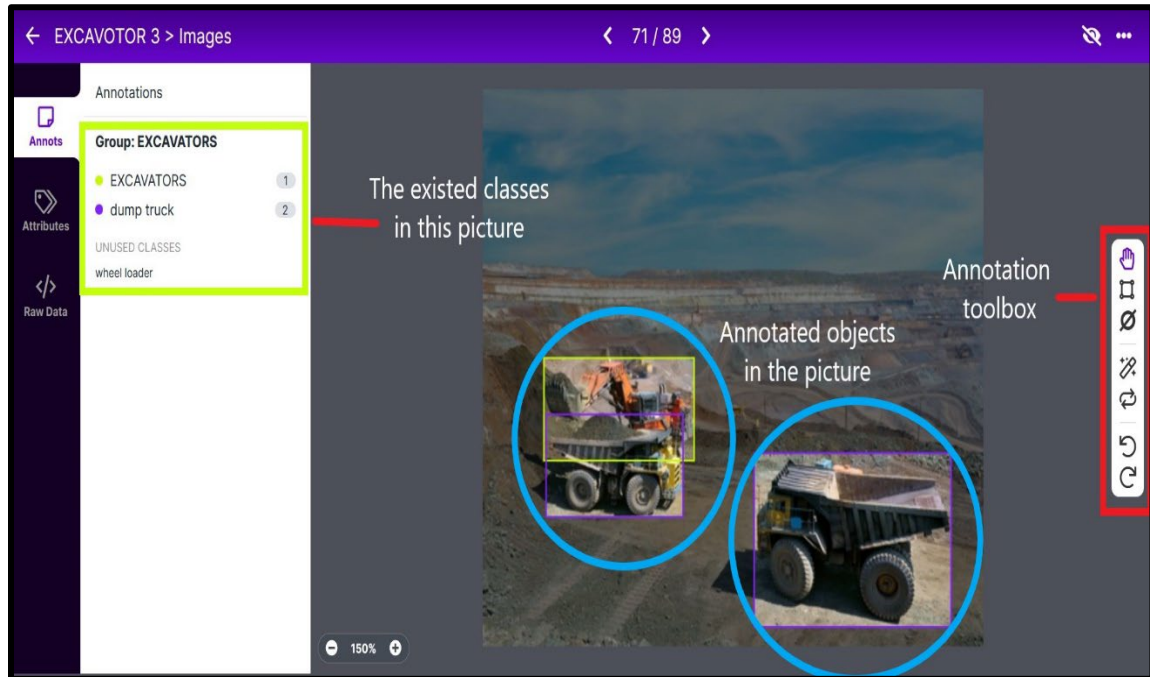 EXCAVOTOR 3 > Images
71 / 89
Annots
Attributes
</>
Raw Data
Annotations
Group: EXCAVATORS
EXCAVATORS 1
dump truck 2
UNUSED CLASSES
wheel loader
The existed classes
in this picture
Annotated objects
in the picture
Annotation
toolbox
150%